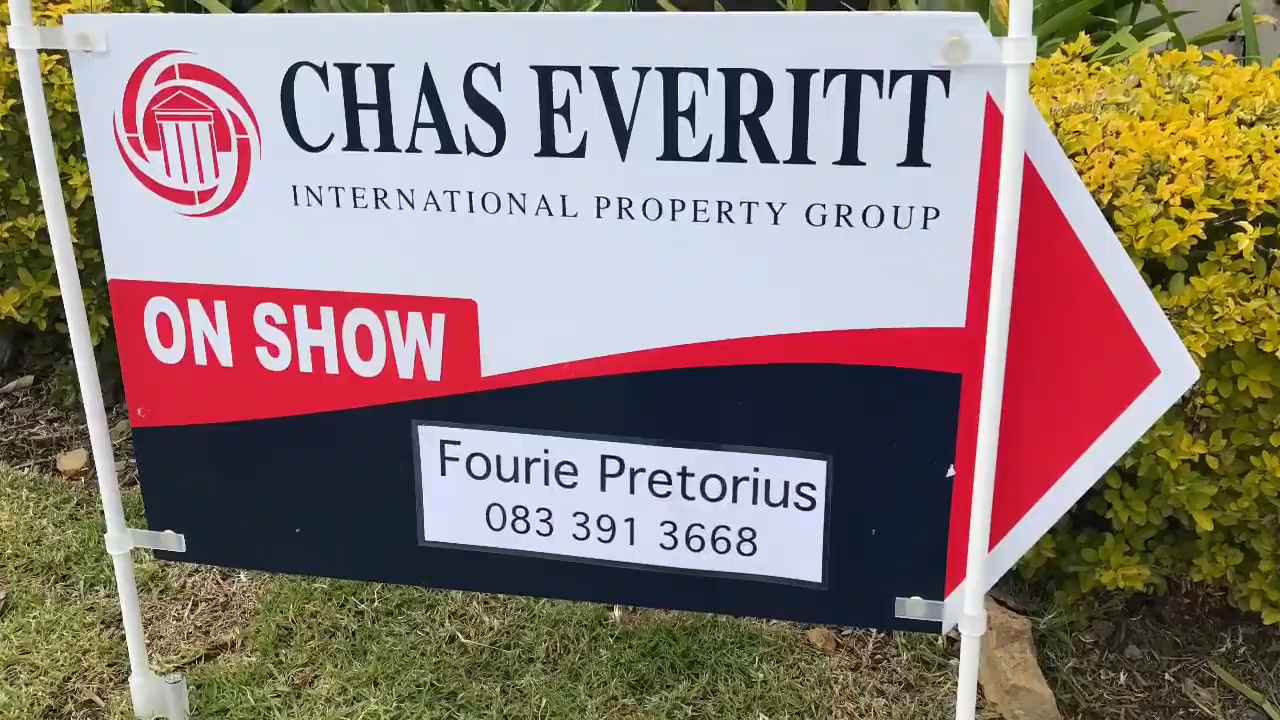 CHAS EVERITT
INTERNATIONAL PROPERTY GROUP
ON SHOW
Fourie Pretorius
083 391 3668